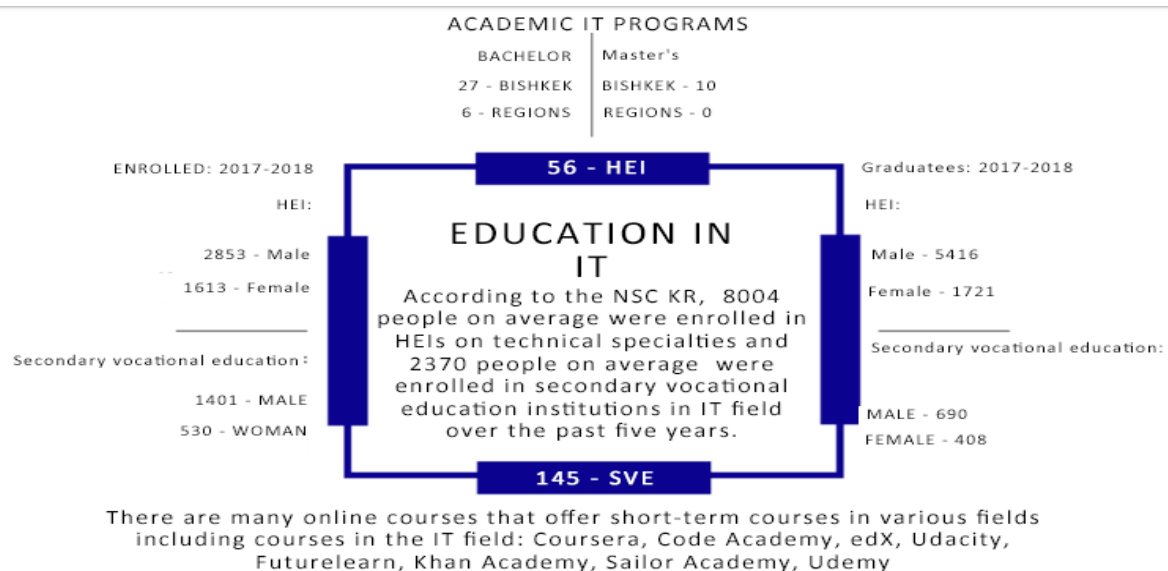 ACADEMIC IT PROGRAMS
BACHELOR
27 - BISHKEK
6 - REGIONS
Master's
BISHKEK - 10
REGIONS - 0
56 - HEI
ENROLLED: 2017-2018
HEI:
2853 - Male
1613 - Female
Secondary vocational education:
1401 - MALE
530 - WOMAN
EDUCATION IN
IT
According to the NSC KR, 8004
people on average were enrolled in
HEIs on technical specialties and
2370 people on average were
enrolled in secondary vocational
education institutions in IT field
over the past five years.
Graduatees: 2017-2018
HEI:
Male - 5416
Female - 1721
Secondary vocational education:
MALE - 690
FEMALE - 408
145 - SVE
There are many online courses that offer short-term courses in various fields
including courses in the IT field: Coursera, Code Academy, edX, Udacity,
Futurelearn, Khan Academy, Sailor Academy, Udemy